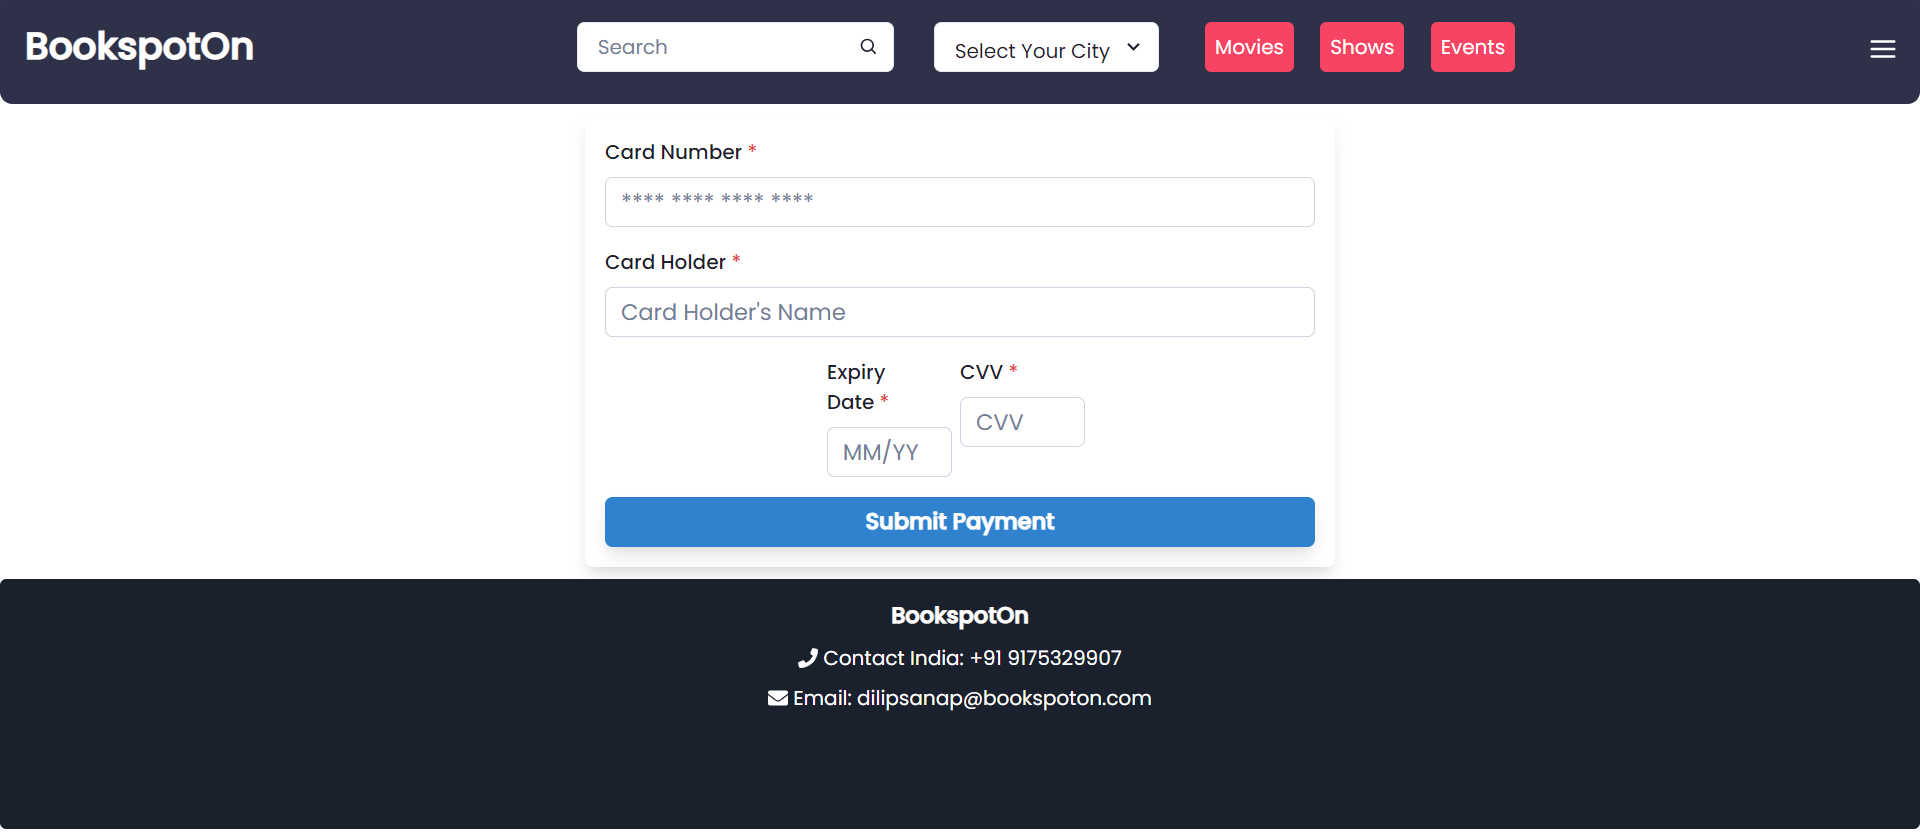 BookspotOn
Search
Select Your City
Movies
Shows
Events
Card Number *
**** **** **** ****
Card Holder *
Card Holder's Name
Expiry
Date *
MM/YY
CVV *
CVV
Submit Payment
BookspotOn
Contact India: +91 9175329907
Email: dilipsanap@bookspoton.com